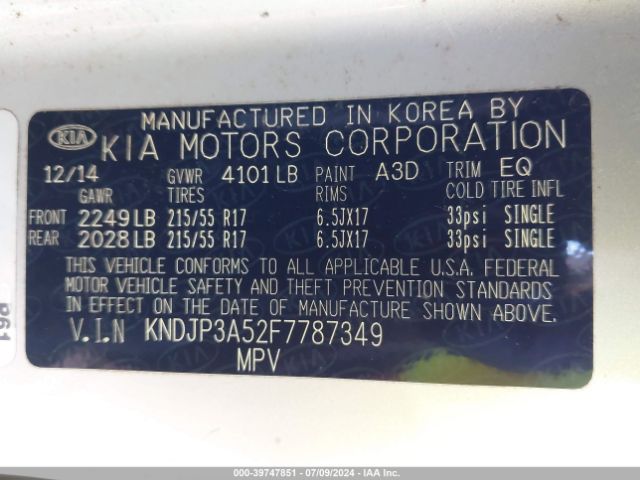 MANUFACTURED IN KOREA BY
KIA KIA MOTORS CORPORATION
12/14 GVWR 4101 LB PAINT A3D TRIM EQ
GAWR TIRES RIMS COLD TIRE INFL
FRONT 2249 LB 215/55 R17 6.5JX17 33psi SINGLE
REAR 2028 LB 215/55 R17 6.5JX17 33psi SINGLE
THIS VEHICLE CONFORMS TO ALL APPLICABLE U.S.A. FEDERAL
MOTOR VEHICLE SAFETY AND THEFT PREVENTION STANDARDS
IN EFFECT ON THE DATE OF MANUFACTURE SHOWN ABOVE.
V.I.N KNDJP3A52F7787349
MPV
000-39747851 - 07/09/2024 - IAA Inc.